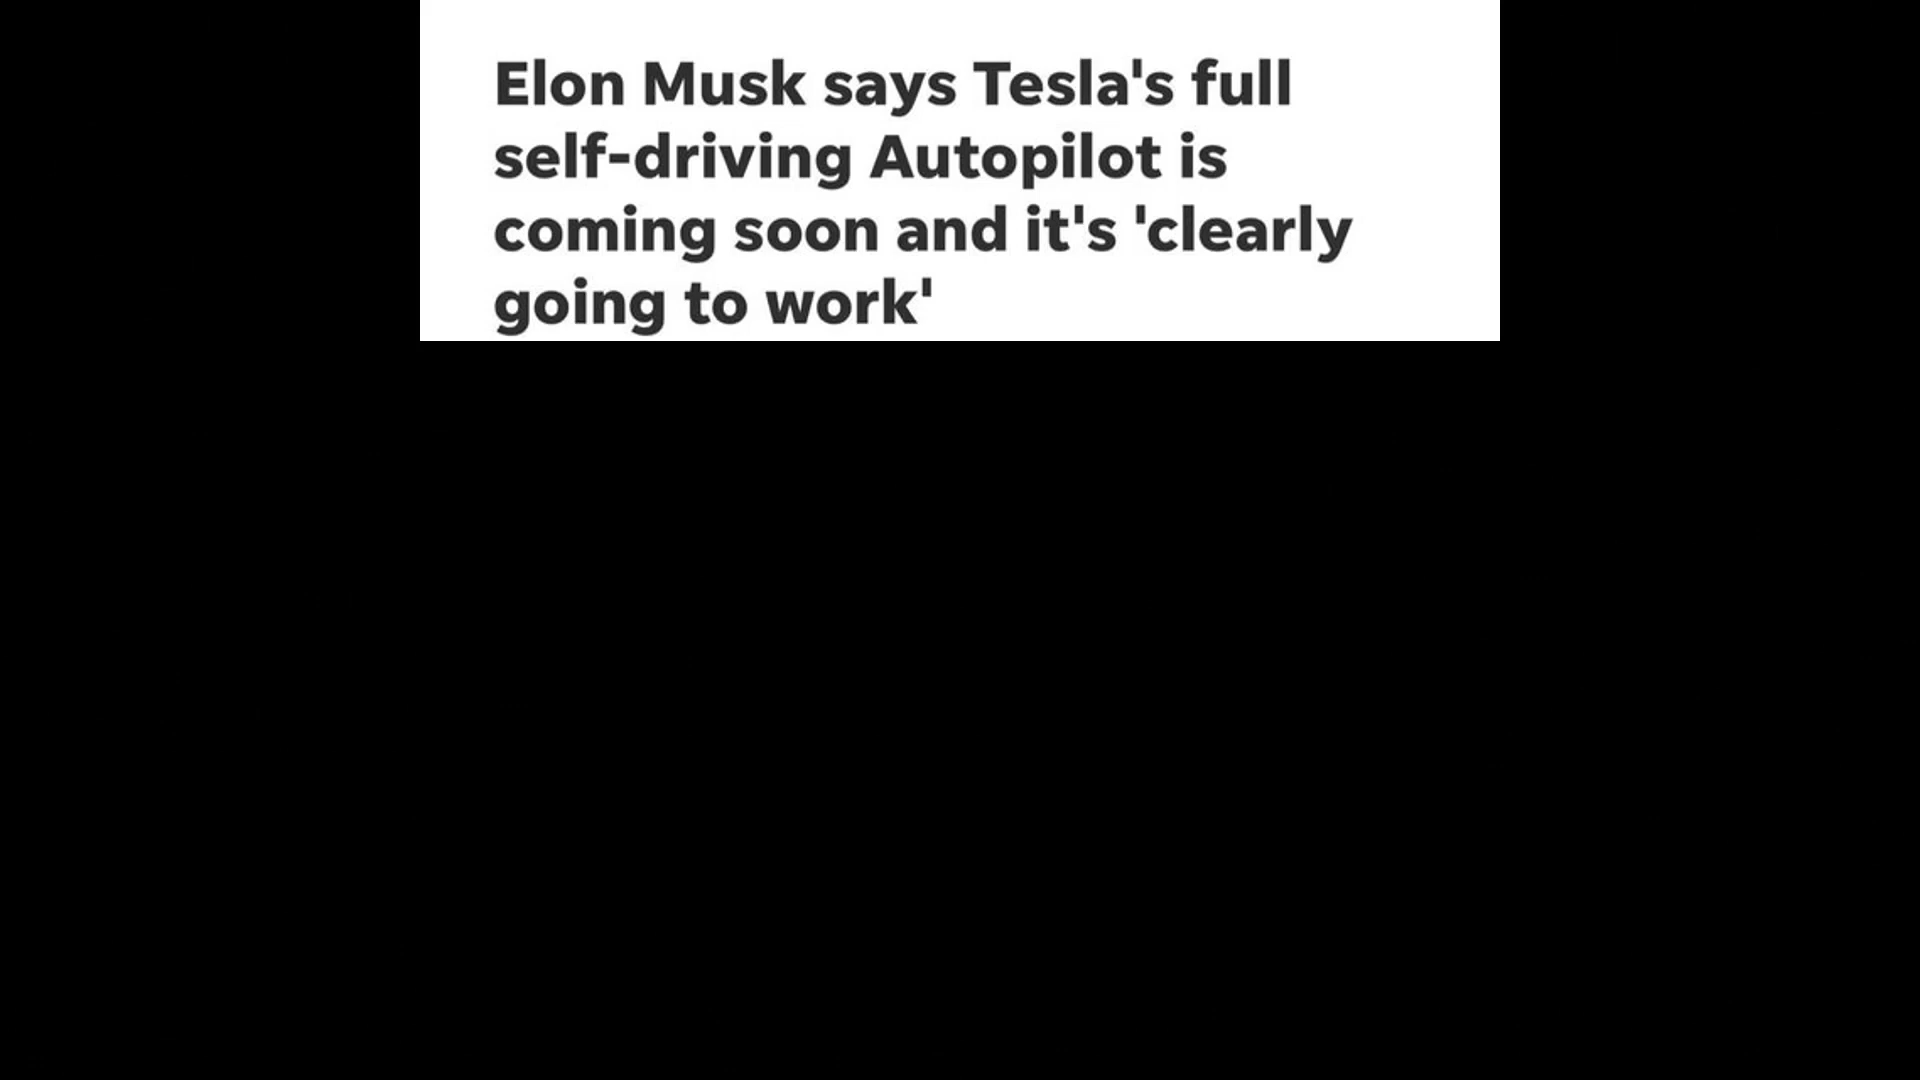 Elon Musk says Tesla's full
self-driving Autopilot is
coming soon and it's 'clearly
going to work'